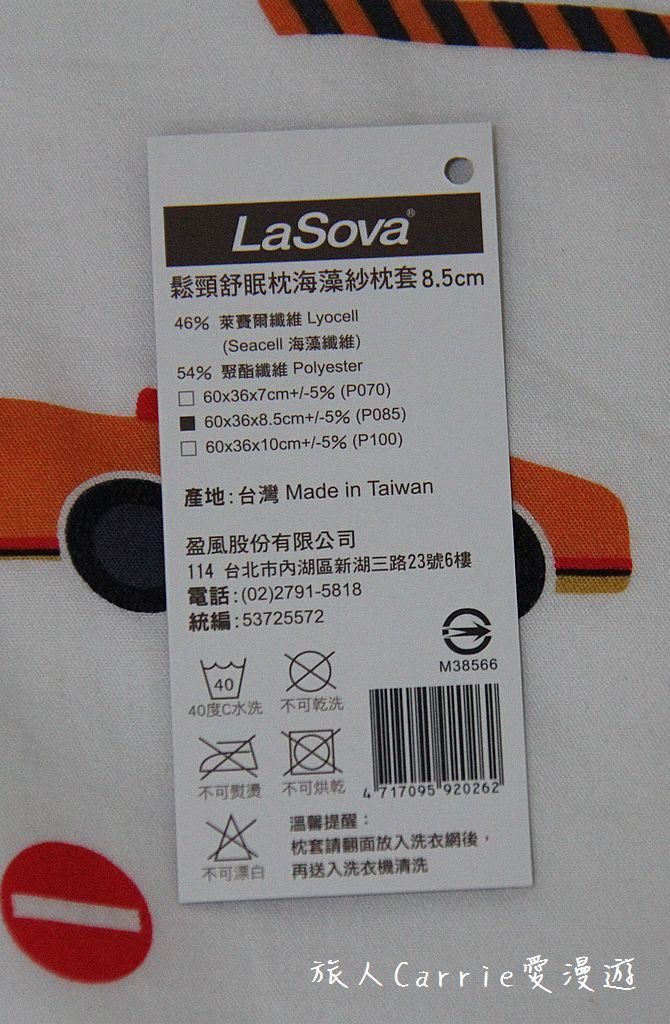 LaSova®
鬆頸舒眠枕海藻紗枕套8.5cm
46% 萊賽爾纖維 Lyocell
(Seacell 海藻纖維)
54% 聚酯纖維 Polyester
□ 60x36x7cm+/-5% (P070)
■ 60x36x8.5cm+/-5% (P085)
□ 60x36x10cm+/-5% (P100)
產地:台灣 Made in Taiwan
盈風股份有限公司
114 台北市內湖區新湖三路23號6樓
電話:(02)2791-5818
統編:53725572
M38566
40
40度C水洗 不可乾洗
不可熨燙 不可烘乾
4 717095 920262
不可漂白
溫馨提醒:
枕套請翻面放入洗衣網後,
再送入洗衣機清洗
旅人Carrie愛漫遊